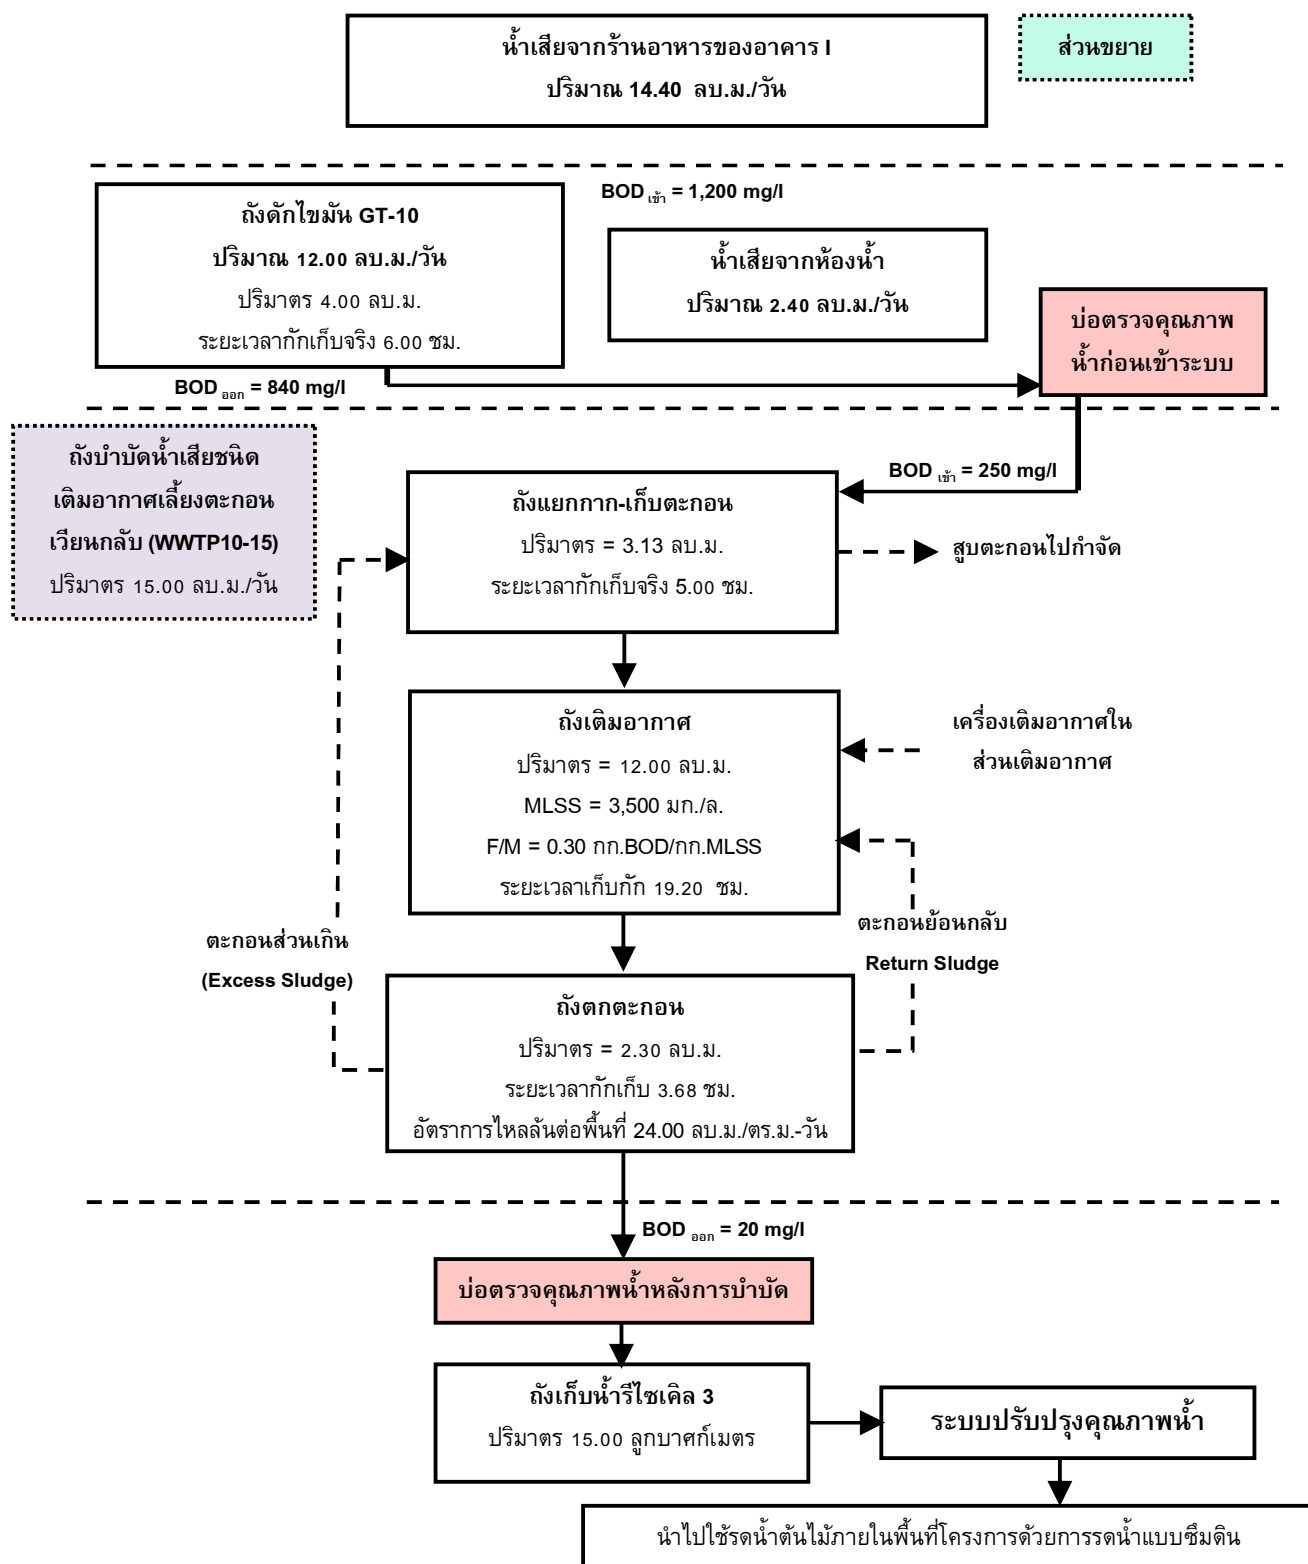 น้ำเสียจากร้านอาหารของอาคาร I
ปริมาณ 14.40 ลบ.ม./วัน
ส่วนขยาย
BOD เข้า = 1,200 mg/l
ถังดักไขมัน GT-10
ปริมาณ 12.00 ลบ.ม./วัน
ปริมาตร 4.00 ลบ.ม.
ระยะเวลากักเก็บจริง 6.00 ชม.
น้ำเสียจากห้องน้ำ
ปริมาณ 2.40 ลบ.ม./วัน
บ่อตรวจคุณภาพ
น้ำก่อนเข้าระบบ
BOD ออก = 840 mg/l
ถังบำบัดน้ำเสียชนิด
เติมอากาศเลี้ยงตะกอน
เวียนกลับ (WWTP10-15)
ปริมาตร 15.00 ลบ.ม./วัน
BOD เข้า = 250 mg/l
ถังแยกกาก-เก็บตะกอน
ปริมาตร = 3.13 ลบ.ม.
ระยะเวลากักเก็บจริง 5.00 ชม.
สูบตะกอนไปกำจัด
ถังเติมอากาศ
ปริมาตร = 12.00 ลบ.ม.
MLSS = 3,500 มก./ล.
F/M = 0.30 กก.BOD/กก.MLSS
ระยะเวลาเก็บกัก 19.20 ชม.
เครื่องเติมอากาศใน
ส่วนเติมอากาศ
ตะกอนส่วนเกิน
(Excess Sludge)
ตะกอนย้อนกลับ
Return Sludge
ถังตกตะกอน
ปริมาตร = 2.30 ลบ.ม.
ระยะเวลากักเก็บ 3.68 ชม.
อัตราการไหลล้นต่อพื้นที่ 24.00 ลบ.ม./ตร.ม.-วัน
BOD ออก = 20 mg/l
บ่อตรวจคุณภาพน้ำหลังการบำบัด
ถังเก็บน้ำรีไซเคิล 3
ปริมาตร 15.00 ลูกบาศก์เมตร
ระบบปรับปรุงคุณภาพน้ำ
นำไปใช้รดน้ำต้นไม้ภายในพื้นที่โครงการด้วยการรดน้ำแบบซึมดิน